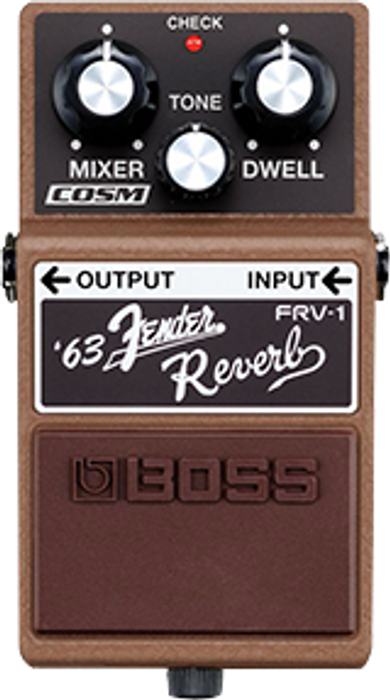 CHECK
TONE
MIXER DWELL
COSM
OUTPUT INPUT
FRV-1
'63 Fender®
Reverb
BOSS